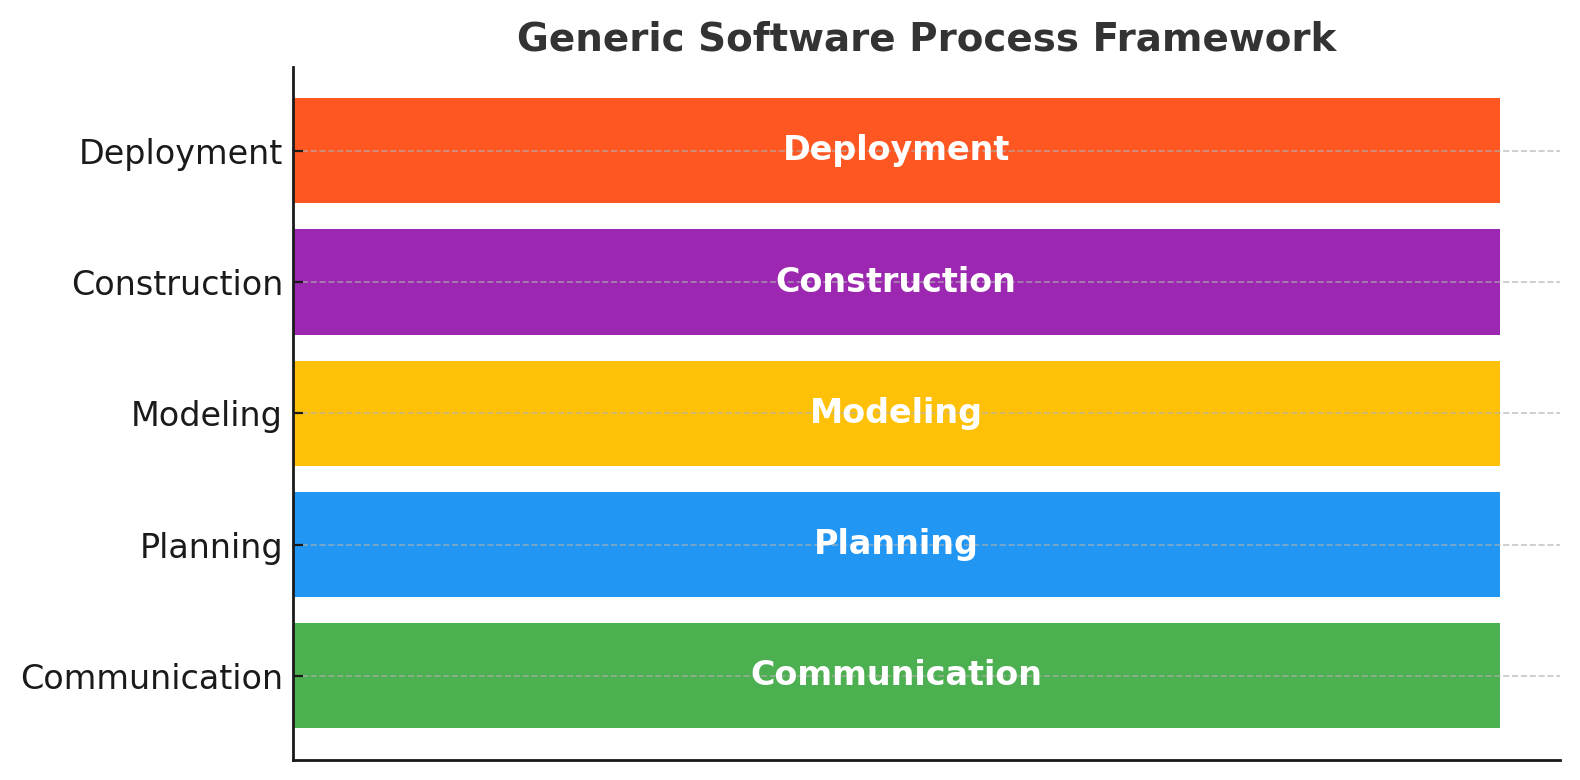 Generic Software Process Framework
Deployment
Deployment
Construction
Construction
Modeling
Modeling
Planning
Planning
Communication
Communication